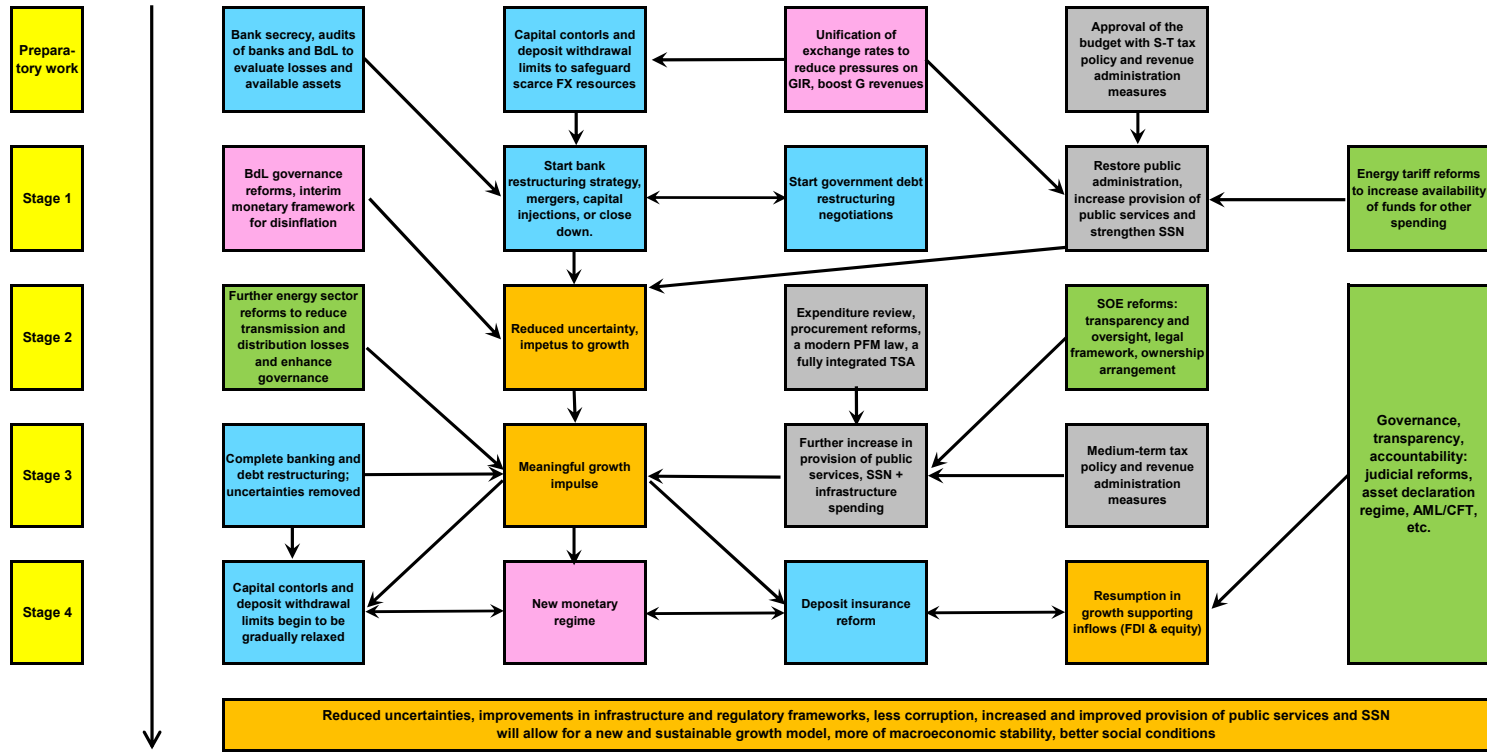 Prepara-
tory work
Bank secrecy, audits
of banks and BdL to
evaluate losses and
available assets
Capital contorls and
deposit withdrawal
limits to safeguard
scarce FX resources
Unification of
exchange rates to
reduce pressures on
GIR, boost G revenues
Approval of the
budget with S-T tax
policy and revenue
administration
measures
Stage 1
BdL governance
reforms, interim
monetary framework
for disinflation
Start bank
restructuring strategy,
mergers, capital
injections, or close
down.
Start government debt
restructuring
negotiations
Restore public
administration,
increase provision of
public services and
strengthen SSN
Energy tariff reforms
to increase availability
of funds for other
spending
Stage 2
Further energy sector
reforms to reduce
transmission and
distribution losses
and enhance
governance
Reduced uncertainty,
impetus to growth
Expenditure review,
procurement reforms,
a modern PFM law, a
fully integrated TSA
SOE reforms:
transparency and
oversight, legal
framework, ownership
arrangement
Governance,
transparency,
accountability:
judicial reforms,
asset declaration
regime, AML/CFT,
etc.
Stage 3
Complete banking and
debt restructuring;
uncertainties removed
Meaningful growth
impulse
Further increase in
provision of public
services, SSN +
infrastructure
spending
Medium-term tax
policy and revenue
administration
measures
Stage 4
Capital contorls and
deposit withdrawal
limits begin to be
gradually relaxed
New monetary
regime
Deposit insurance
reform
Resumption in
growth supporting
inflows (FDI & equity)
Reduced uncertainties, improvements in infrastructure and regulatory frameworks, less corruption, increased and improved provision of public services and SSN
will allow for a new and sustainable growth model, more of macroeconomic stability, better social conditions